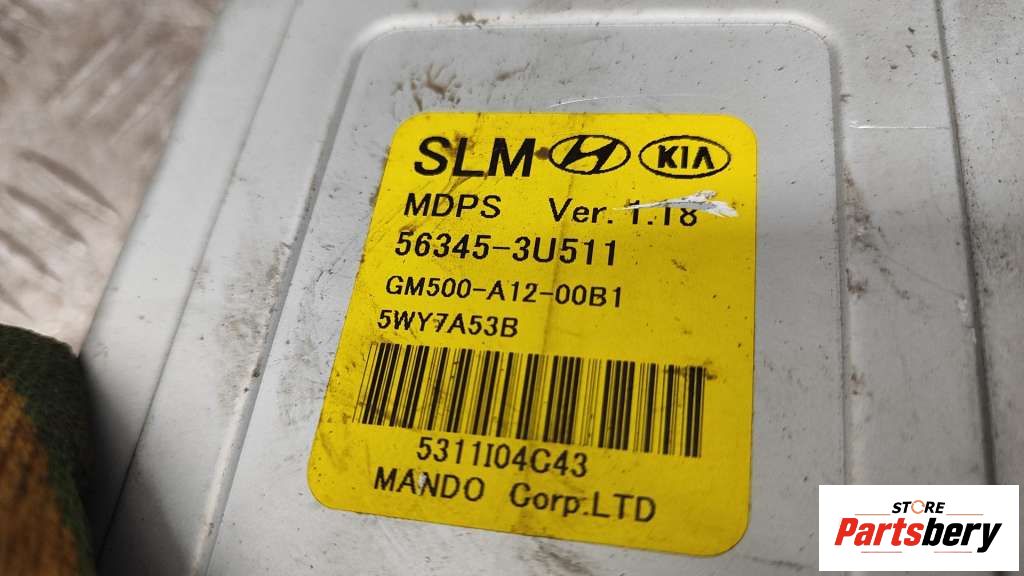 SLM KIA
MDPS Ver. 1.18
56345-3U511
GM500-A12-00B1
5WY7A53B
5311I04C43
MANDO Corp.LTD
STORE
Partsbery